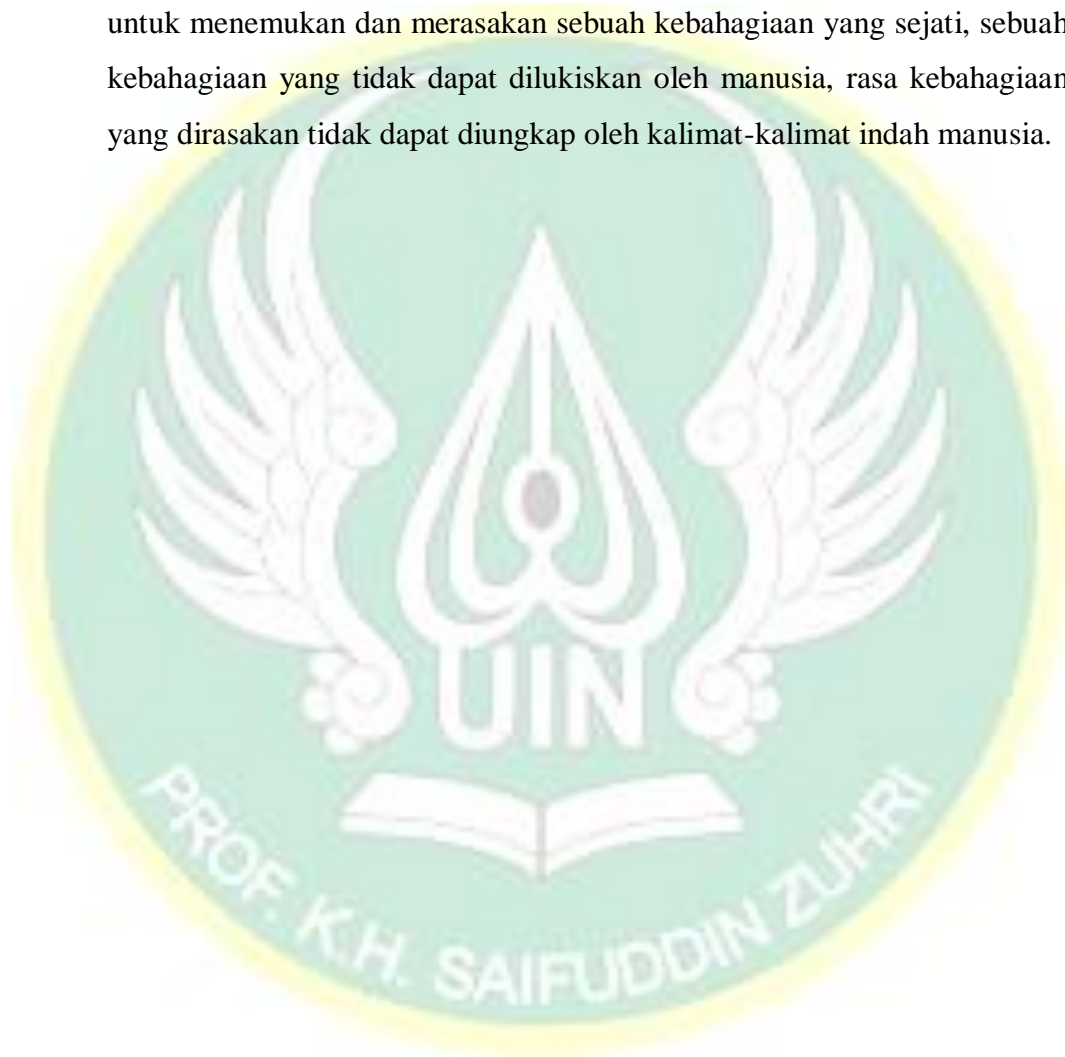 untuk menemukan dan merasakan sebuah kebahagiaan yang sejati, sebuah
kebahagiaan yang tidak dapat dilukiskan oleh manusia, rasa kebahagiaan
yang dirasakan tidak dapat diungkap oleh kalimat-kalimat indah manusia.
UIN
PROF. K.H. SAIFUDDIN ZUHRI